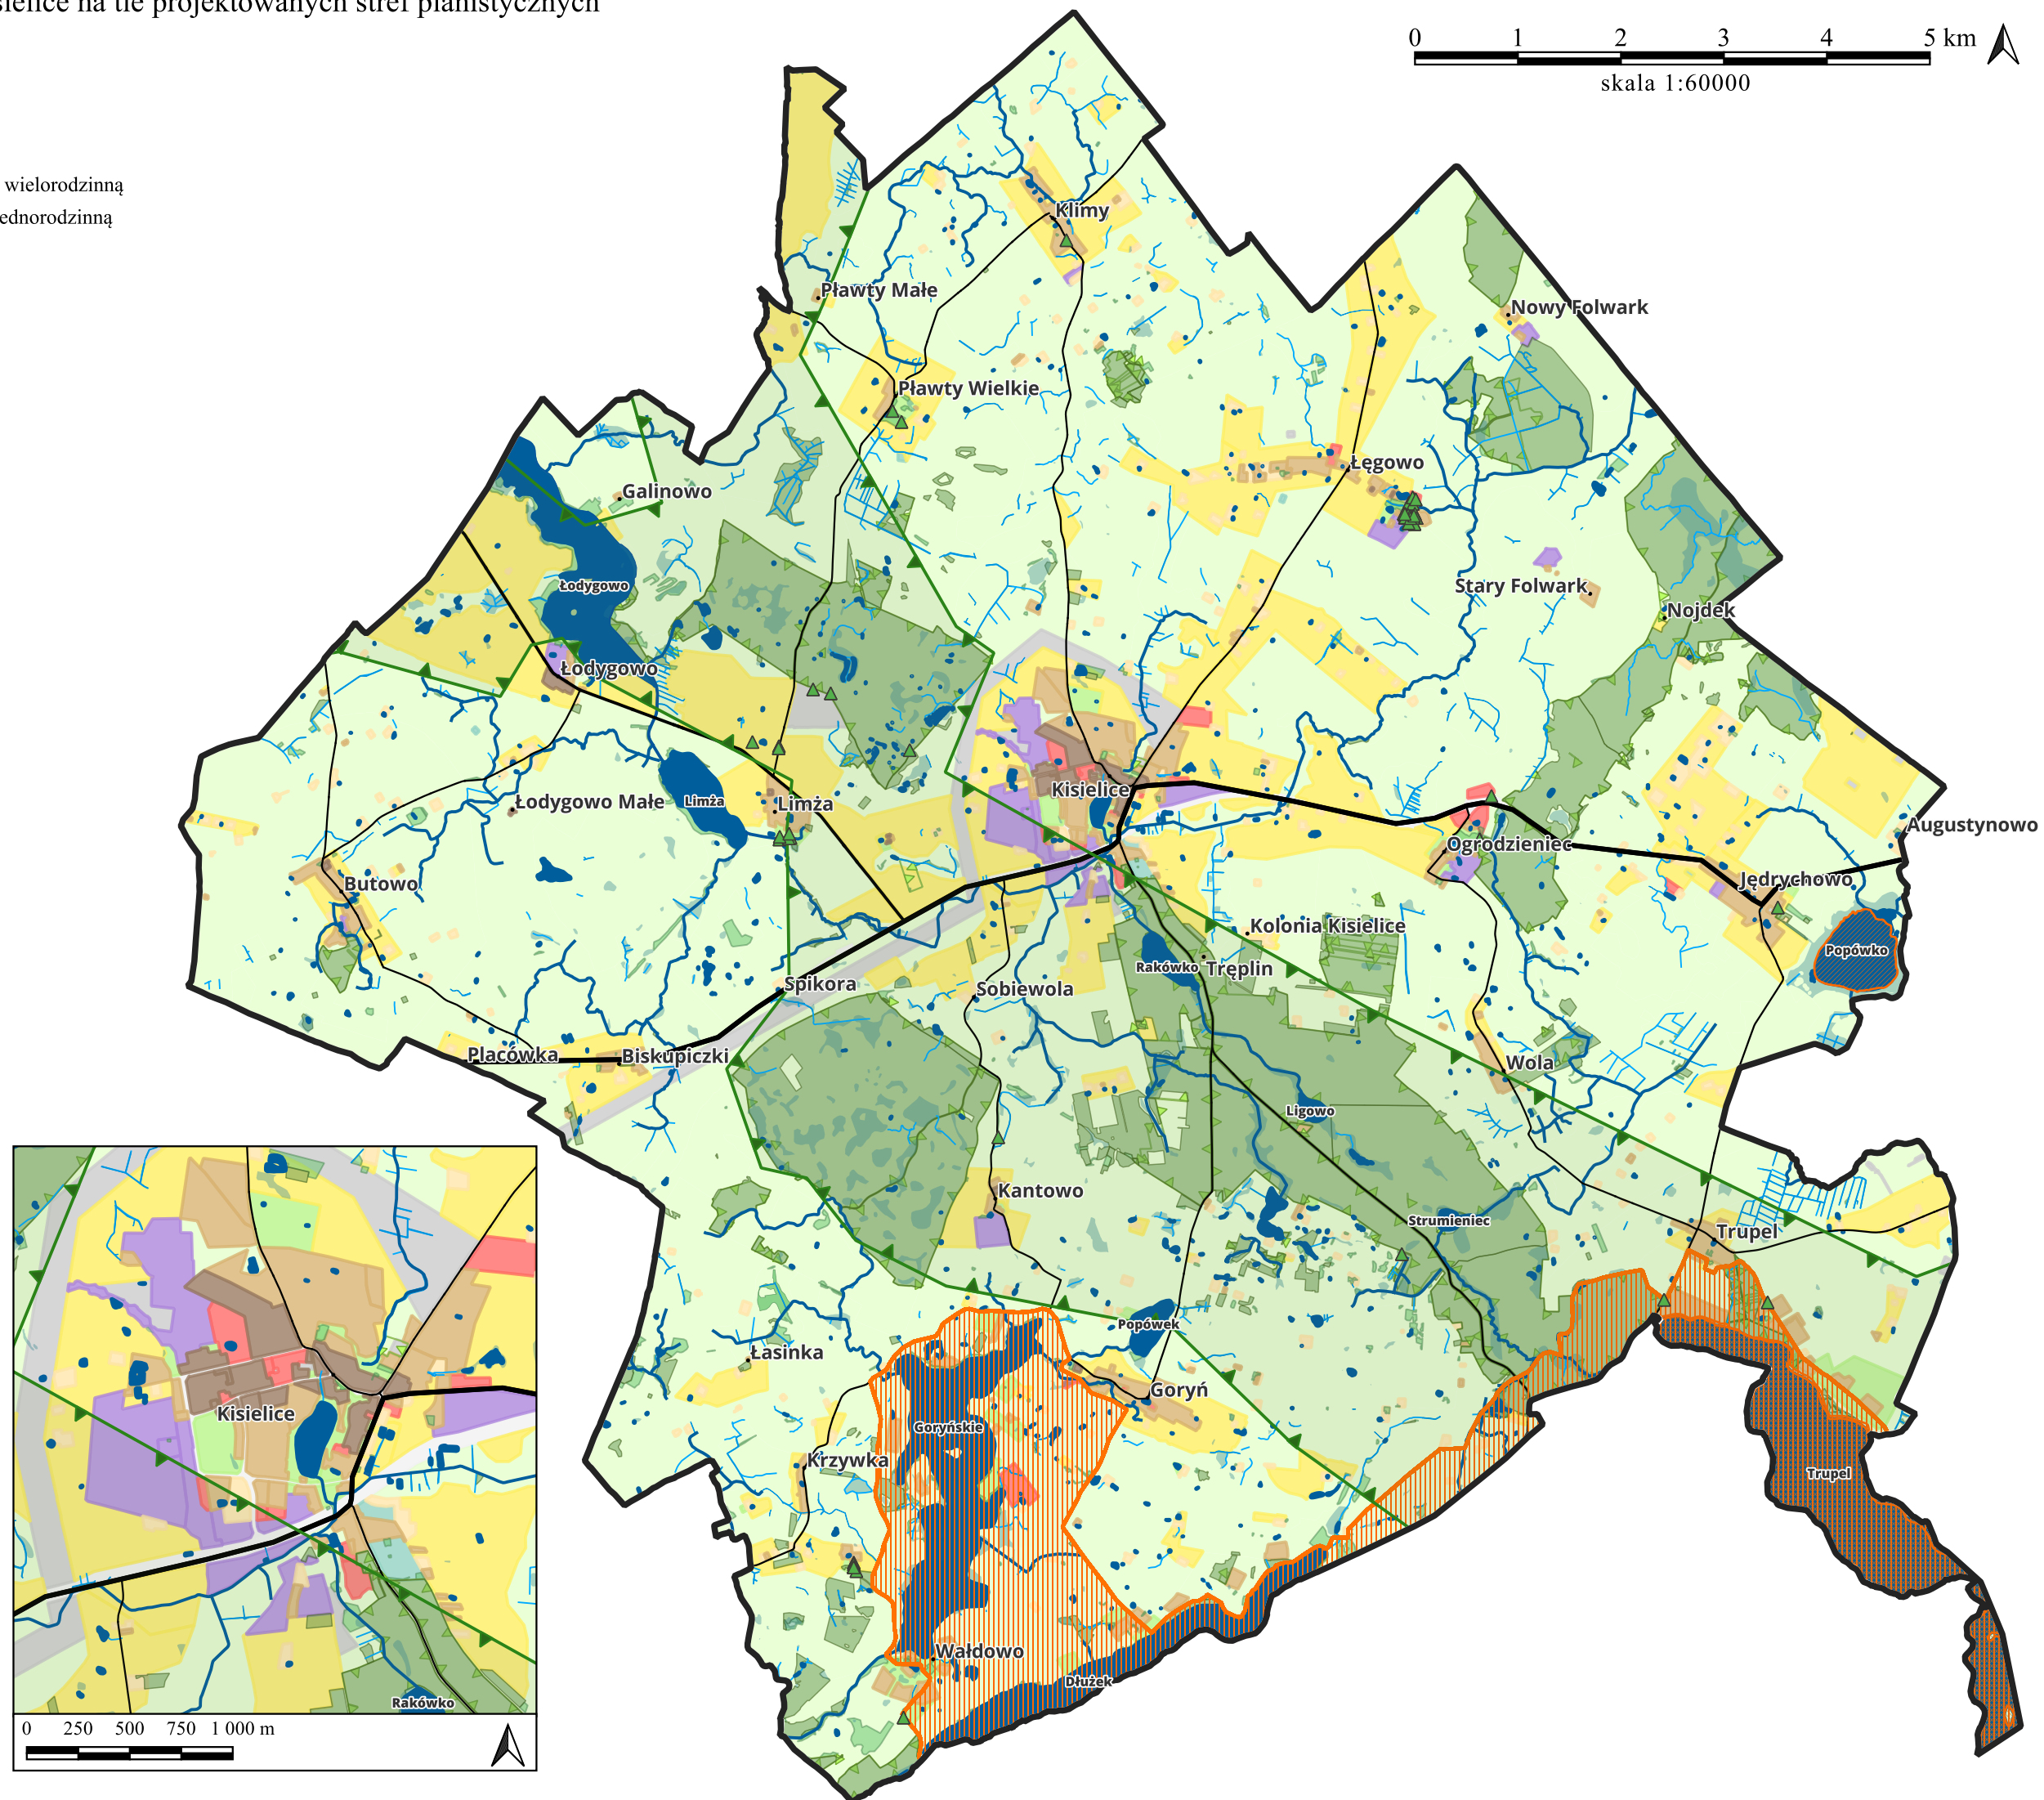 sielice na tle projektowanych stref planistycznych
0 1 2 3 4 5 km
skala 1:60000
wielorodzinną
ednorodzinną
Klimy
Pławty Małe
Nowy Folwark
Pławty Wielkie
Łęgowo
Galinowo
Łodygowo
Stary Folwark
Nojdek
Łodygowo
Kisielice
Łodygowo Małe
Limża
Limża
Augustynowo
Ogrodzieniec
Jędrychowo
Butowo
Kolonia Kisielice
Popówko
Rakówko
Tręplin
Spikora
Sobiewola
Placówka
Biskupiczki
Wola
Ligowo
Kantowo
Strumieniec
Trupel
Popówek
Łasinka
Goryń
Goryńskie
Krzywka
Trupel
Wałdowo
Dłużek
Kisielice
Rakówko
0 250 500 750 1 000 m